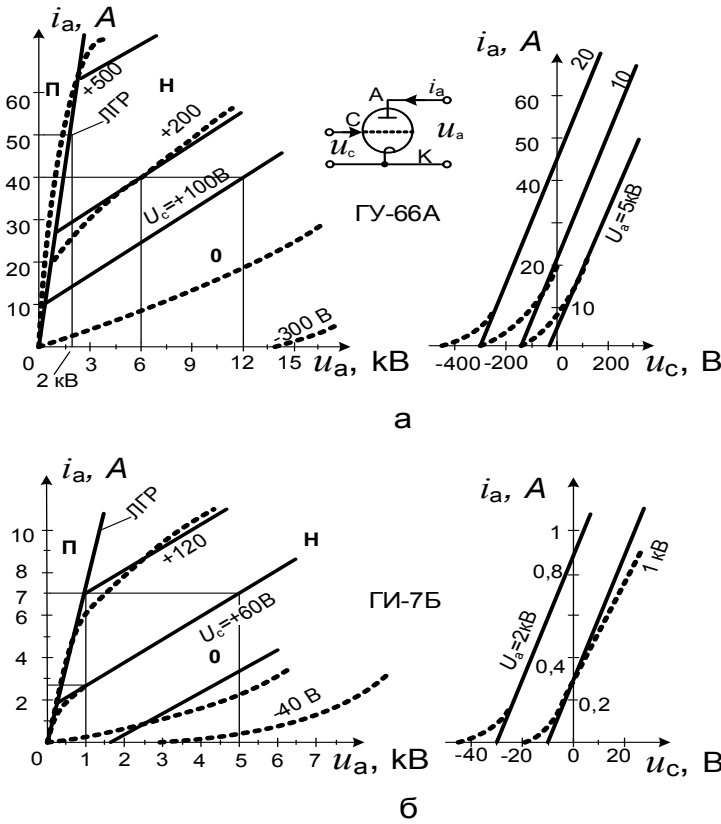 iа, А
60
50
40
30
20
10
0
П
Н
+500
ЛГР
+200
Uс=+100В
0
-300 В
2 кВ
3
6
9
12
15
uа, kВ
А
iа
С
uс
uа
К
ГУ-66А
iа, А
60
40
20
10
20
10
Uа=5кВ
-400
-200
0
200
uс, В
а
iа, А
10
8
7
6
4
2
0
П
ЛГР
Н
+120
Uс=+60В
0
-40 В
1
2
3
4
5
6
7
uа, kВ
ГИ-7Б
iа, А
1
0,8
0,4
0,2
Uа=2кВ
1 кВ
-40
-20
0
20
uс, В
б